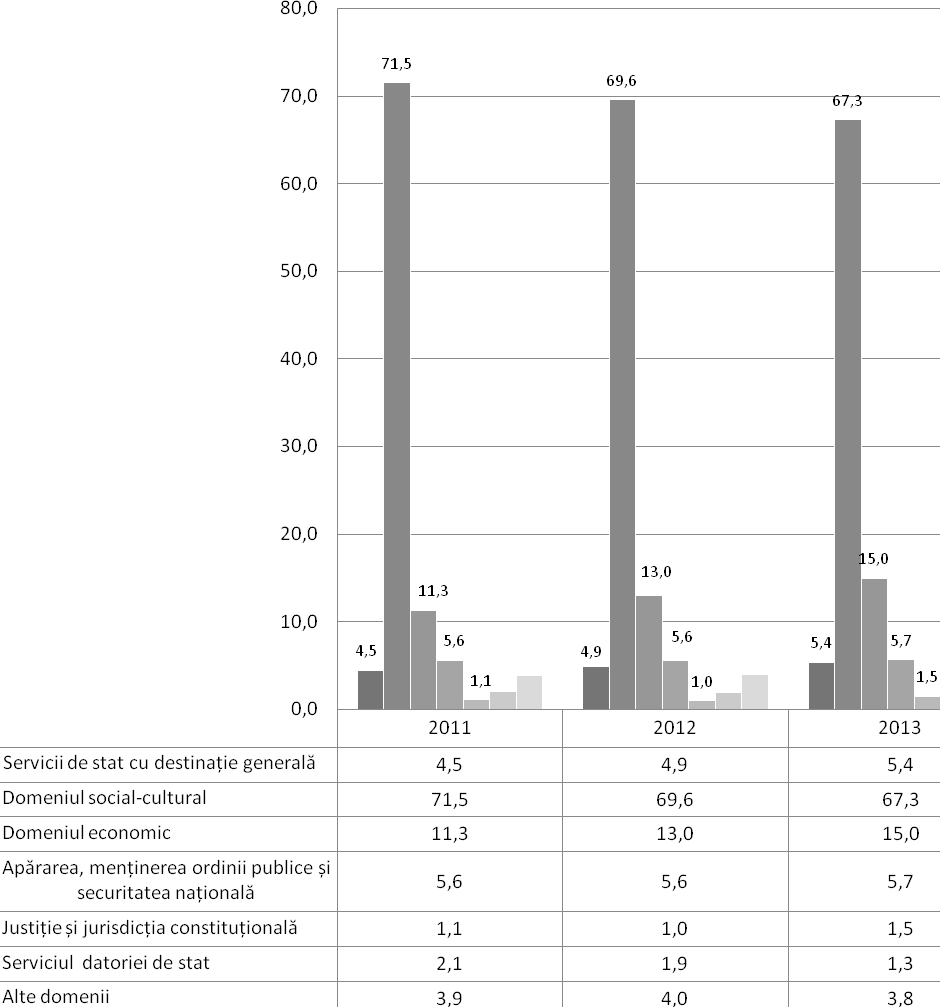 80,0
71,5
69,6
70,0
67,3
60,0
50,0
40,0
30,0
20,0
15,0
13,0
11,3
10,0
5,6
5,6
5,7
4,5
4,9
5,4
1,1
1,0
1,5
0,0
2011 2012 2013
Servicii de stat cu destinație generală 4,5 4,9 5,4
Domeniul social-cultural 71,5 69,6 67,3
Domeniul economic 11,3 13,0 15,0
Apărarea, menținerea ordinii publice și
securitatea națională 5,6 5,6 5,7
Justiție și jurisdicția constituțională 1,1 1,0 1,5
Serviciul datoriei de stat 2,1 1,9 1,3
Alte domenii 3,9 4,0 3,8